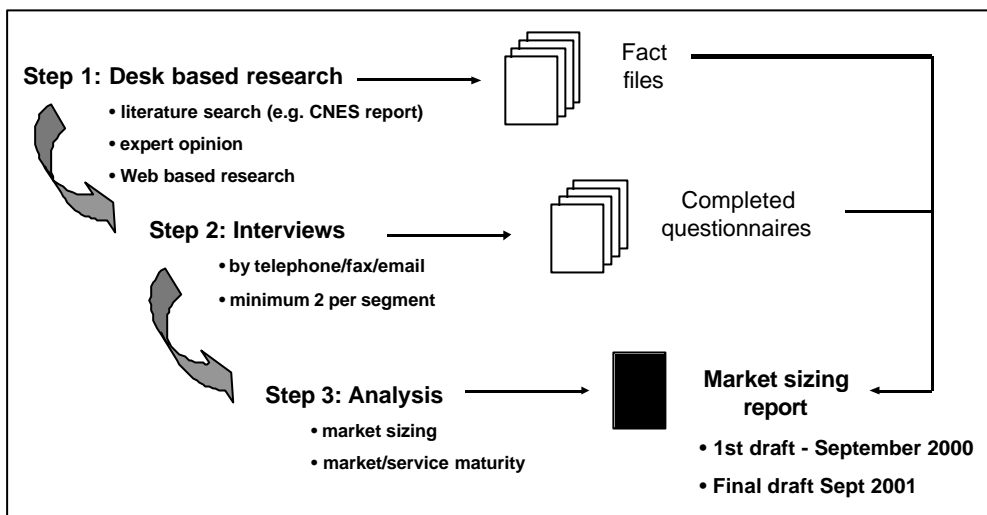 Step 1: Desk based research
• literature search (e.g. CNES report)
• expert opinion
• Web based research
Fact
files
Step 2: Interviews
• by telephone/fax/email
• minimum 2 per segment
Completed
questionnaires
Step 3: Analysis
• market sizing
• market/service maturity
Market sizing
report
• 1st draft - September 2000
• Final draft Sept 2001